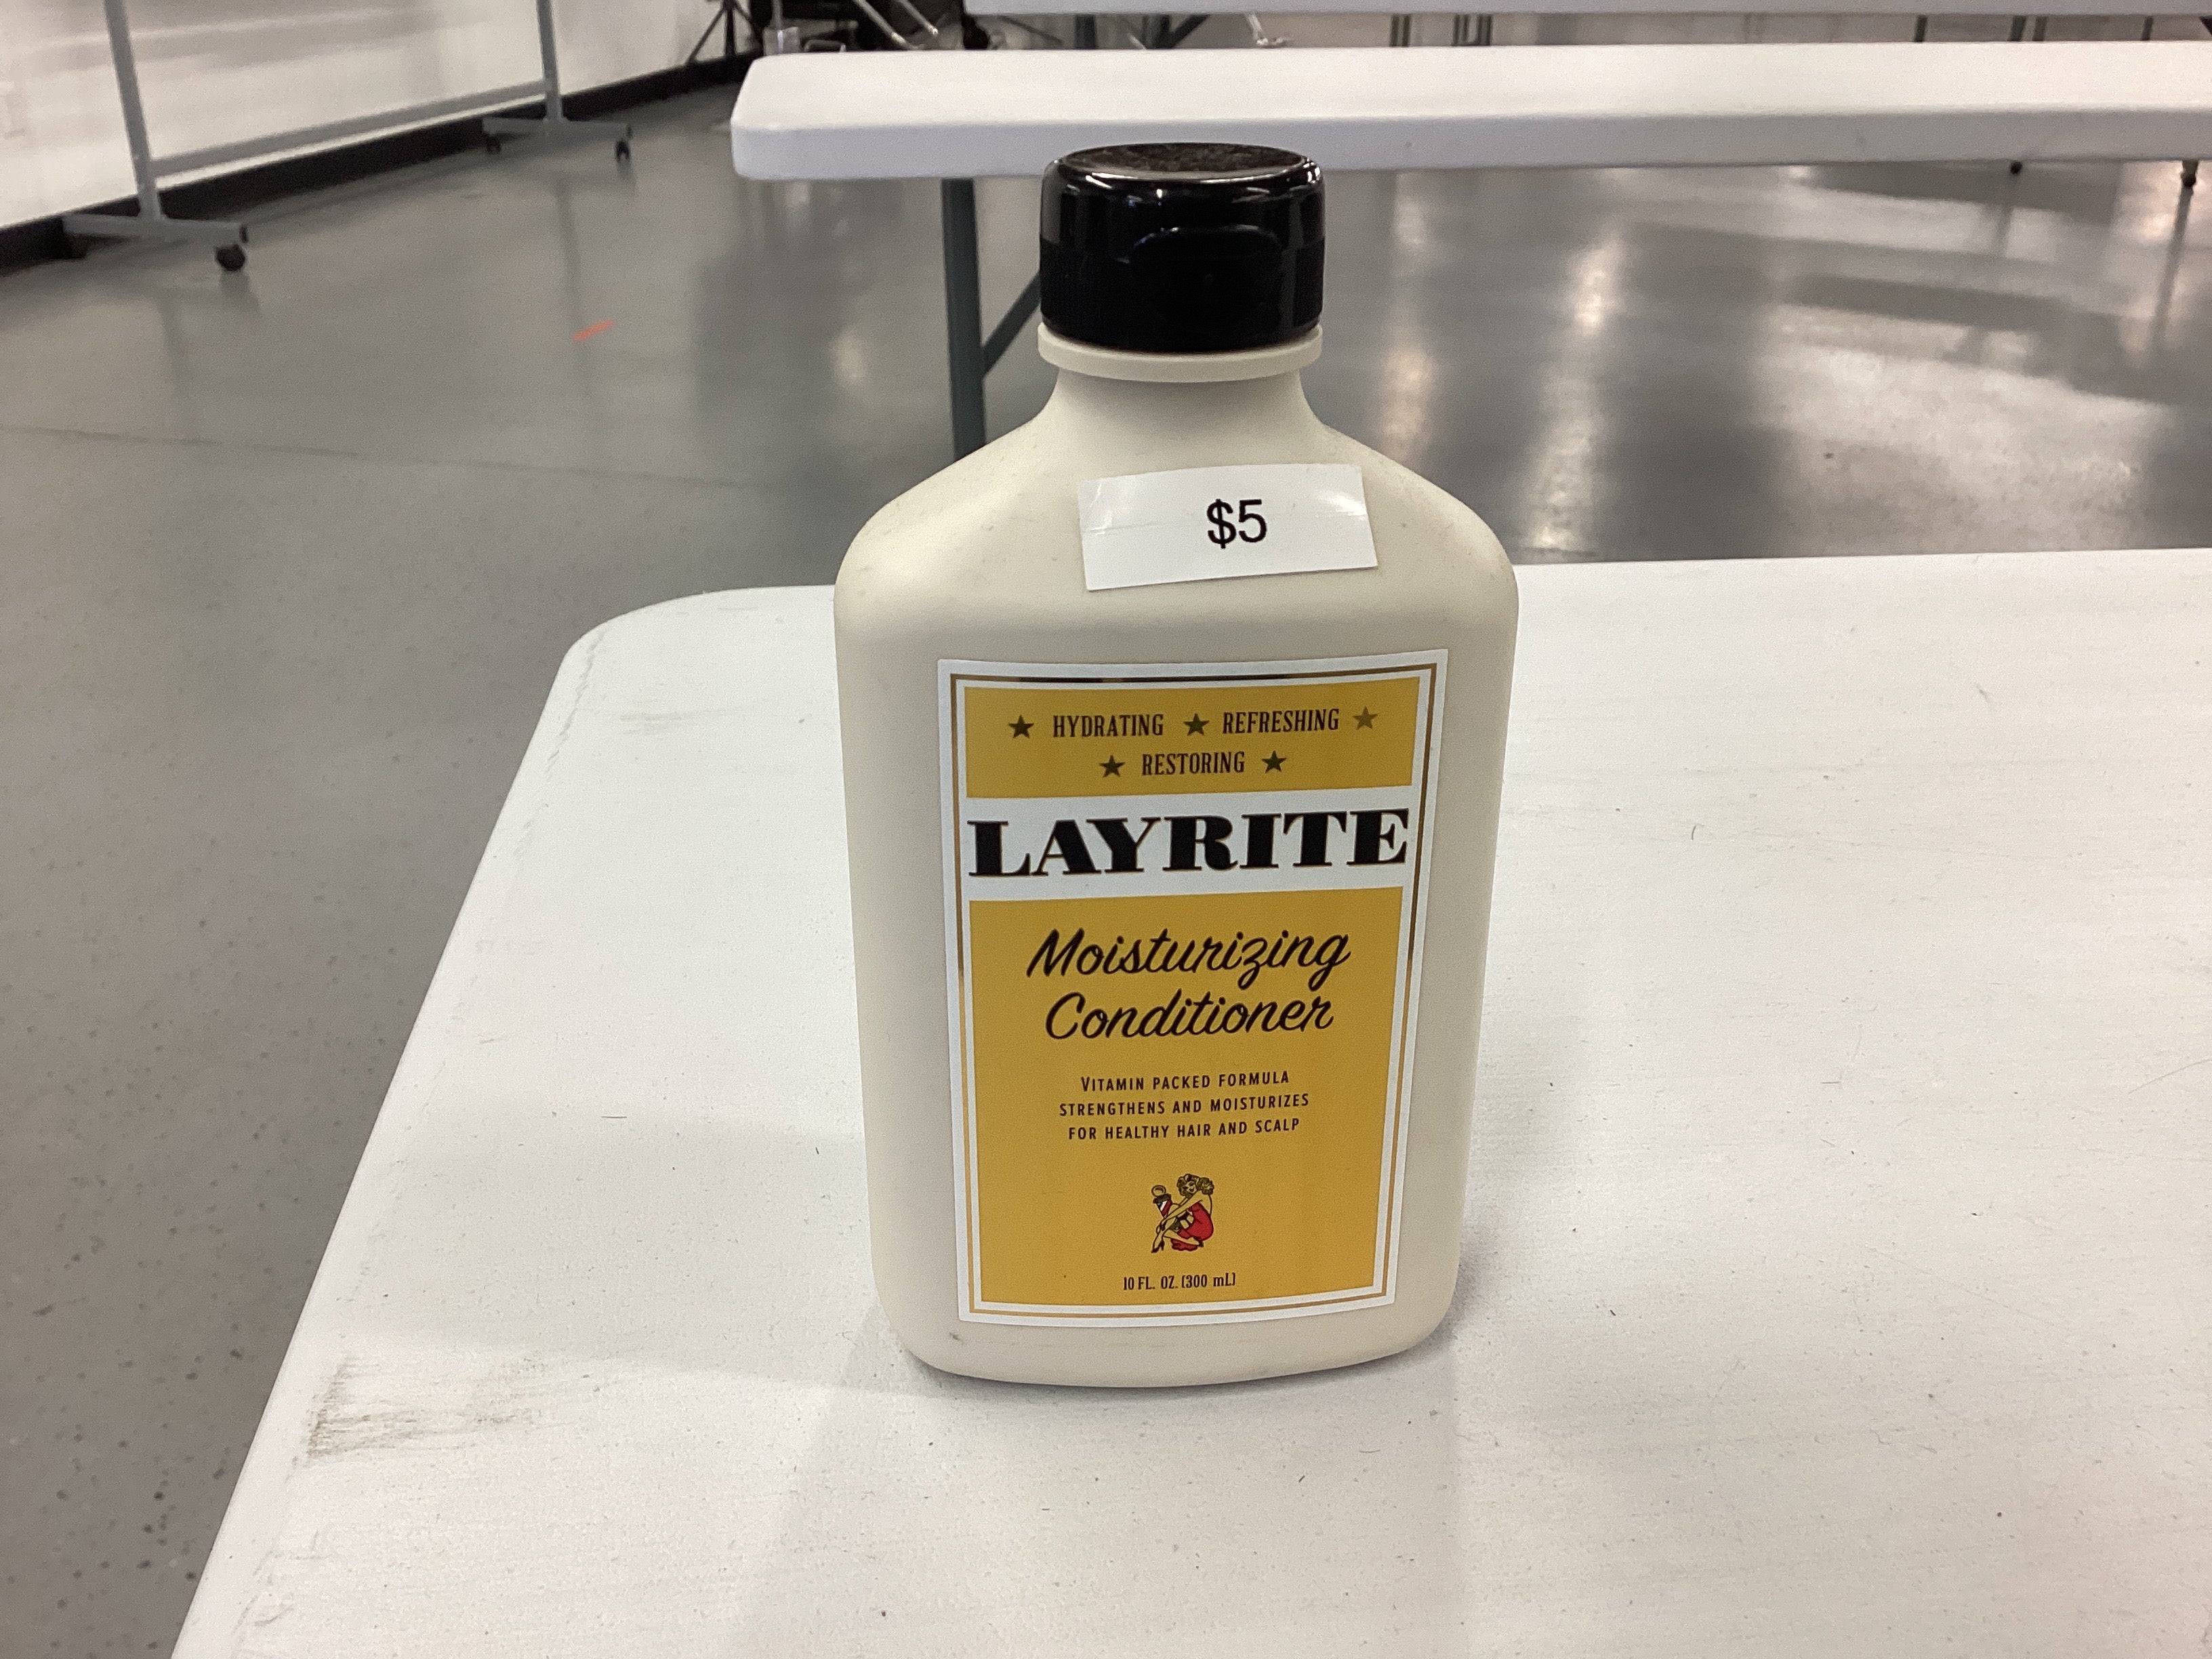 $5
★ HYDRATING ★ REFRESHING ★
★ RESTORING ★
LAYRITE
Moisturizing
Conditioner
VITAMIN PACKED FORMULA
STRENGTHENS AND MOISTURIZES
FOR HEALTHY HAIR AND SCALP
10 FL. OZ. (300 mL)